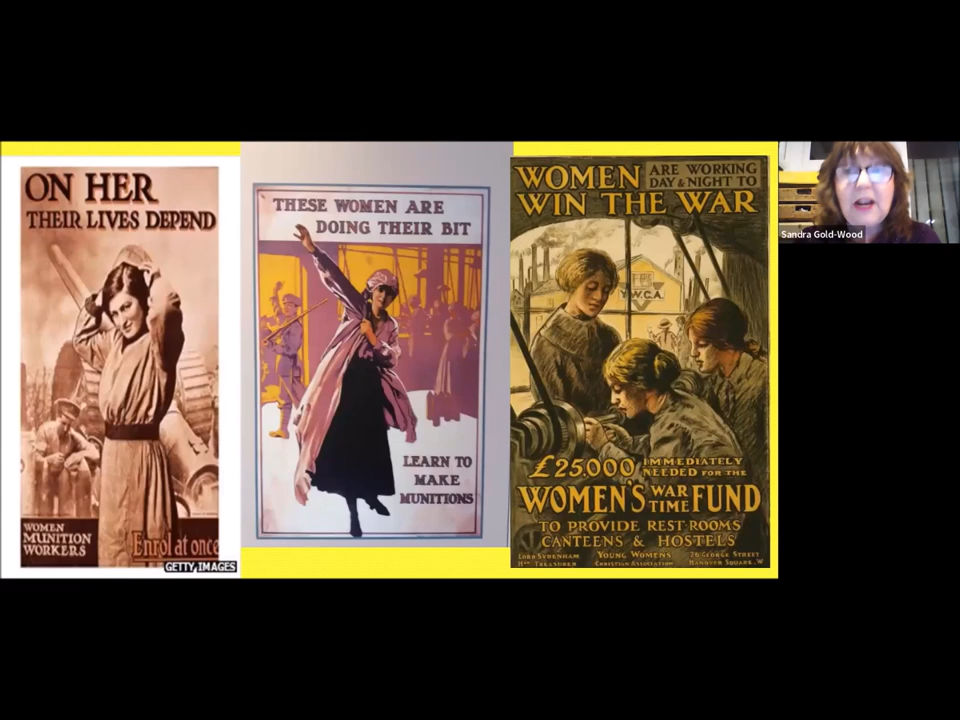 ON HER
THEIR LIVES DEPEND
WOMEN
MUNITION
WORKERS
Enrol at once
GETTY IMAGES
THESE WOMEN ARE
DOING THEIR BIT
LEARN TO
MAKE
MUNITIONS
WOMEN ARE WORKING
DAY & NIGHT TO
WIN THE WAR
Y.W.C.A.
£25,000 IMMEDIATELY
NEEDED FOR THE
WOMEN'S WAR
TIME FUND
TO PROVIDE REST-ROOMS
CANTEENS & HOSTELS
LORD SYDENHAM
HON TREASURER
YOUNG WOMENS
CHRISTIAN ASSOCIATION
26 GEORGE STREET
HANOVER SQUARE, W
Sandra Gold-Wood